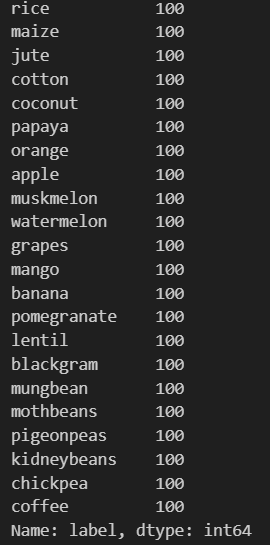 rice 100
maize 100
jute 100
cotton 100
coconut 100
papaya 100
orange 100
apple 100
muskmelon 100
watermelon 100
grapes 100
mango 100
banana 100
pomegranate 100
lentil 100
blackgram 100
mungbean 100
mothbeans 100
pigeonpeas 100
kidneybeans 100
chickpea 100
coffee 100
Name: label, dtype: int64